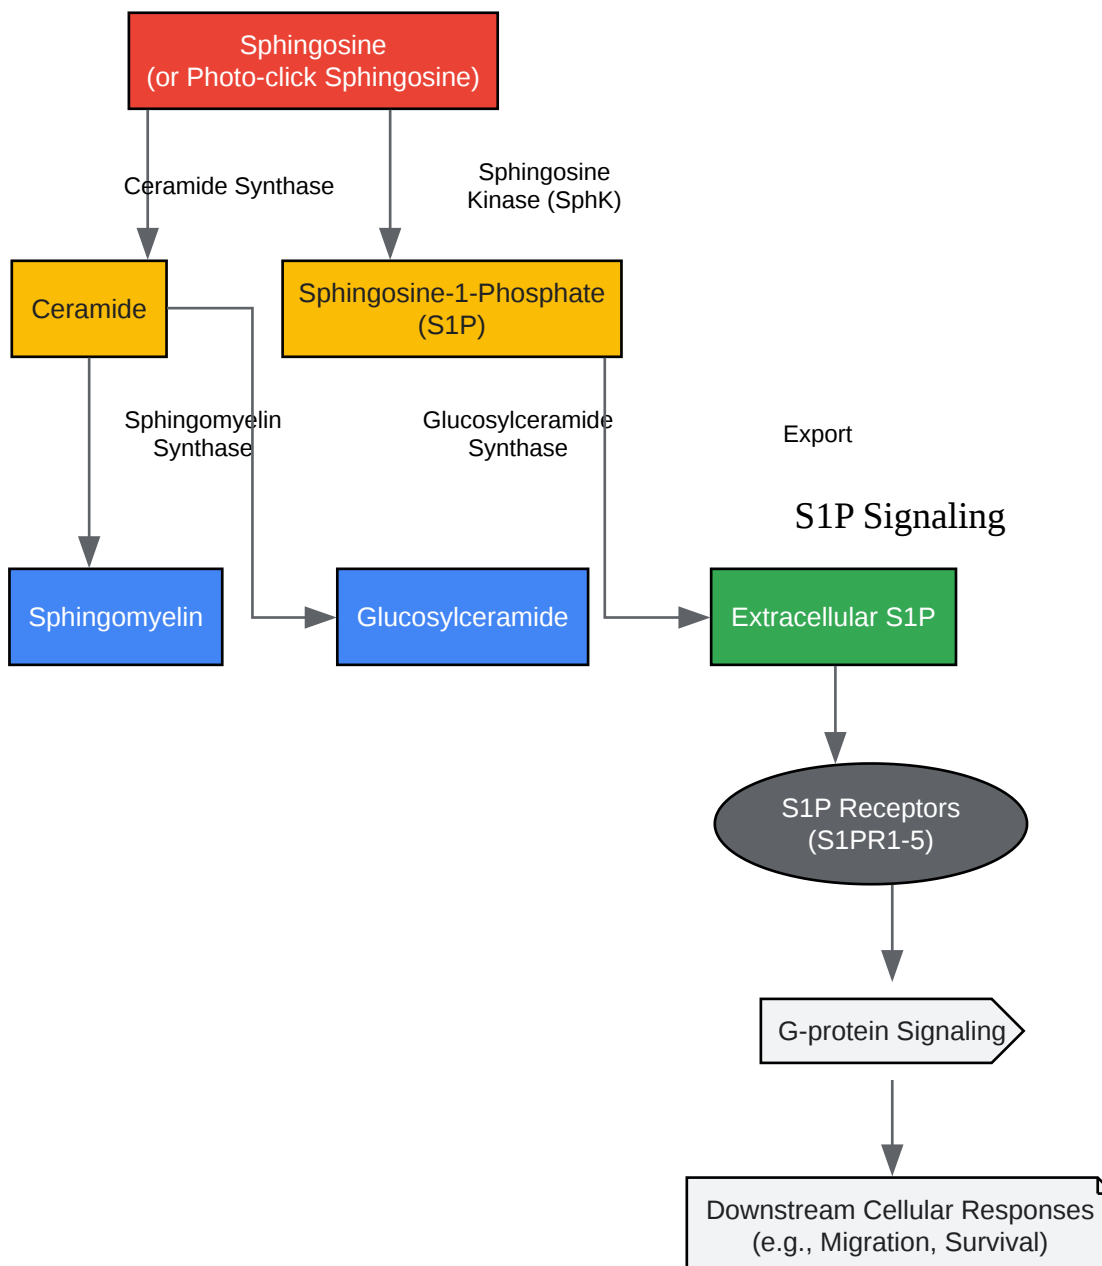 Sphingosine
(or Photo-click Sphingosine)
Ceramide Synthase
Sphingosine
Kinase (SphK)
Ceramide
Sphingosine-1-Phosphate
(S1P)
Sphingomyelin
Synthase
Glucosylceramide
Synthase
Export
S1P Signaling
Sphingomyelin
Glucosylceramide
Extracellular S1P
S1P Receptors
(S1PR1-5)
G-protein Signaling
Downstream Cellular Responses
(e.g., Migration, Survival)